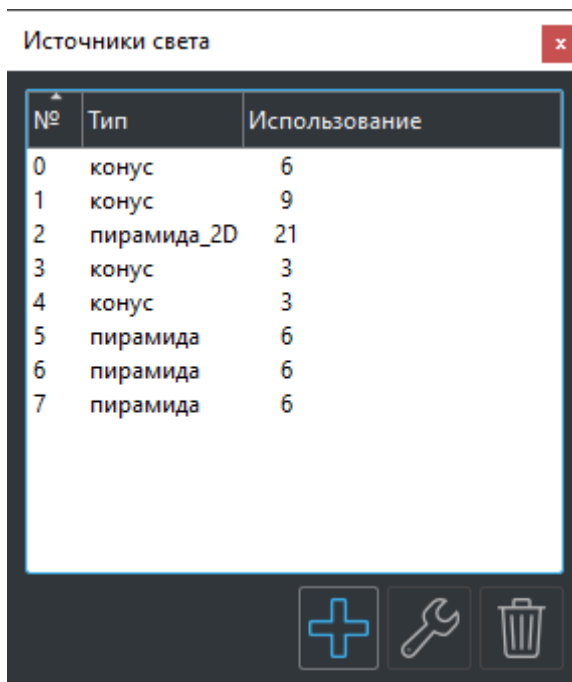 Источники света
x
№ Тип Использование
0 конус 6
1 конус 9
2 пирамида_2D 21
3 конус 3
4 конус 3
5 пирамида 6
6 пирамида 6
7 пирамида 6